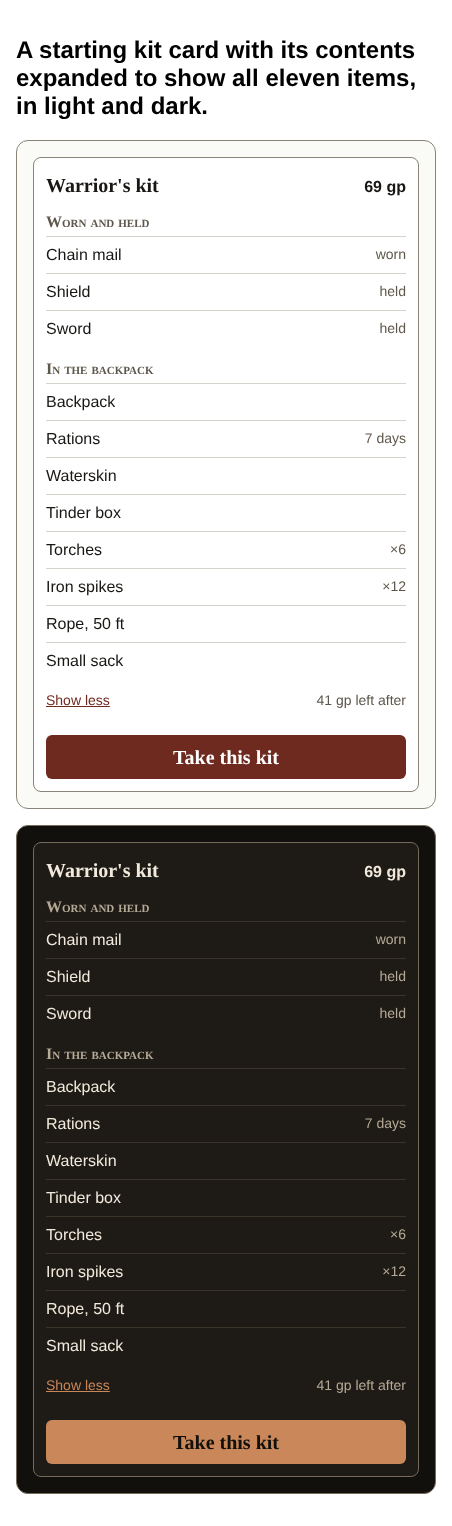 A starting kit card with its contents
expanded to show all eleven items,
in light and dark.
Warrior's kit 69 gp
Worn and held
Chain mail worn
Shield held
Sword held
In the backpack
Backpack
Rations 7 days
Waterskin
Tinder box
Torches ×6
Iron spikes ×12
Rope, 50 ft
Small sack
Show less 41 gp left after
Take this kit
Warrior's kit 69 gp
Worn and held
Chain mail worn
Shield held
Sword held
In the backpack
Backpack
Rations 7 days
Waterskin
Tinder box
Torches ×6
Iron spikes ×12
Rope, 50 ft
Small sack
Show less 41 gp left after
Take this kit